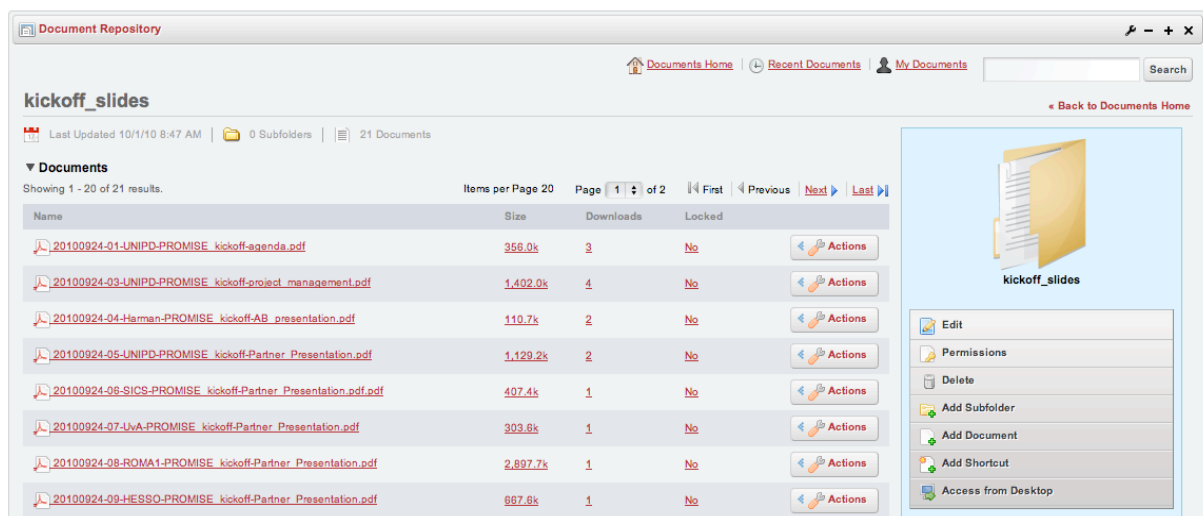 Document Repository
Documents Home | Recent Documents | My Documents Search
kickoff_slides
« Back to Documents Home
Last Updated 10/1/10 8:47 AM | 0 Subfolders | 21 Documents
▼ Documents
Showing 1 - 20 of 21 results. Items per Page 20 Page 1 of 2 First Previous Next Last
Name Size Downloads Locked
20100924-01-UNIPD-PROMISE_kickoff-agenda.pdf 356.0k 3 No Actions
20100924-03-UNIPD-PROMISE_kickoff-project_management.pdf 1,402.0k 4 No Actions
20100924-04-Harman-PROMISE_kickoff-AB_presentation.pdf 110.7k 2 No Actions
20100924-05-UNIPD-PROMISE_kickoff-Partner_Presentation.pdf 1,129.2k 2 No Actions
20100924-06-SICS-PROMISE_kickoff-Partner_Presentation.pdf.pdf 407.4k 1 No Actions
20100924-07-UvA-PROMISE_kickoff-Partner_Presentation.pdf 303.6k 1 No Actions
20100924-08-ROMA1-PROMISE_kickoff-Partner_Presentation.pdf 2,897.7k 1 No Actions
20100924-09-HESSO-PROMISE_kickoff-Partner_Presentation.pdf 667.6k 1 No Actions
kickoff_slides
Edit
Permissions
Delete
Add Subfolder
Add Document
Add Shortcut
Access from Desktop